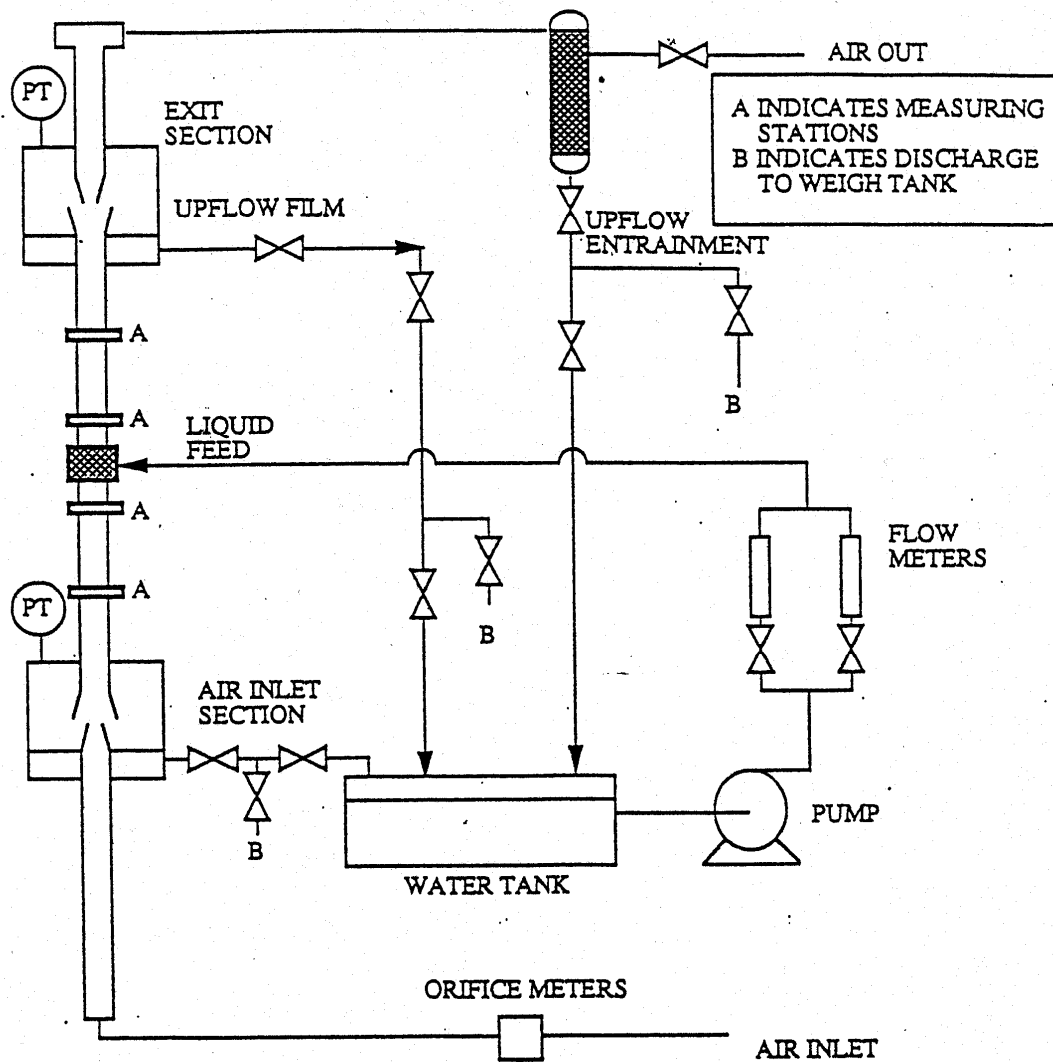 AIR OUT
PT
EXIT
SECTION
A INDICATES MEASURING
STATIONS
B INDICATES DISCHARGE
TO WEIGH TANK
UPFLOW FILM
UPFLOW
ENTRAINMENT
A
B
A
LIQUID
FEED
A
FLOW
METERS
A
PT
B
AIR INLET
SECTION
PUMP
B
WATER TANK
ORIFICE METERS
AIR INLET